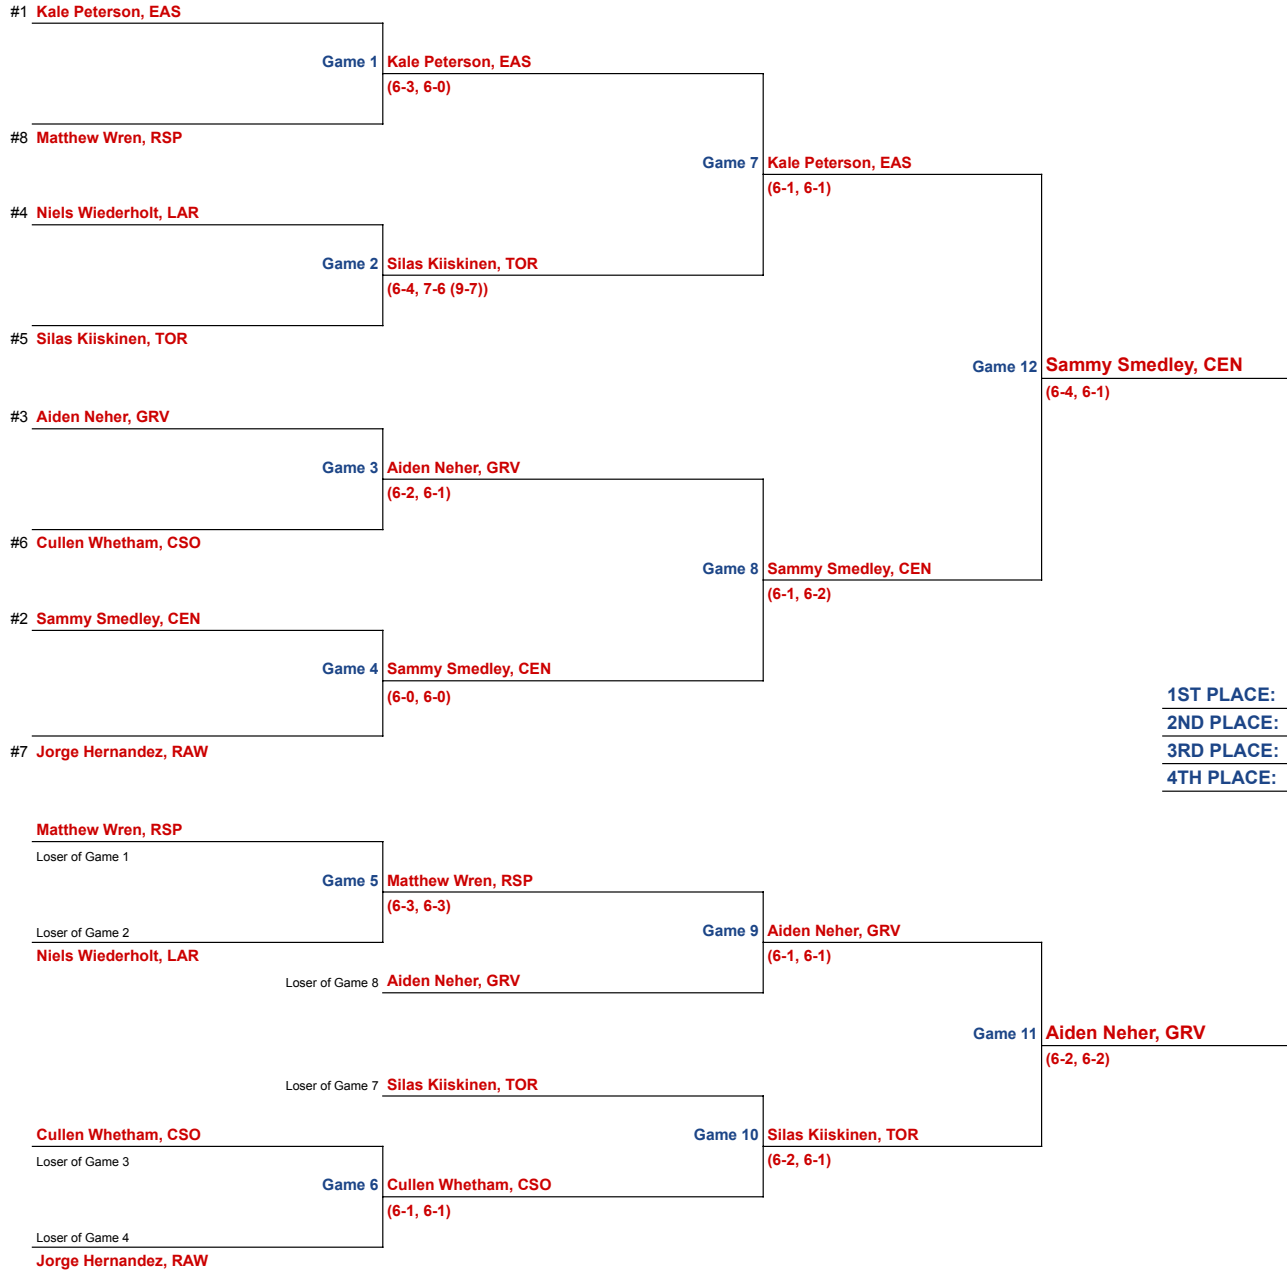 #1 Kale Peterson, EAS
Game 1 Kale Peterson, EAS
(6-3, 6-0)
#8 Matthew Wren, RSP
Game 7 Kale Peterson, EAS
(6-1, 6-1)
#4 Niels Wiederholt, LAR
Game 2 Silas Kiiskinen, TOR
(6-4, 7-6 (9-7))
#5 Silas Kiiskinen, TOR
Game 12 Sammy Smedley, CEN
(6-4, 6-1)
#3 Aiden Neher, GRV
Game 3 Aiden Neher, GRV
(6-2, 6-1)
#6 Cullen Whetham, CSO
Game 8 Sammy Smedley, CEN
(6-1, 6-2)
#2 Sammy Smedley, CEN
Game 4 Sammy Smedley, CEN
(6-0, 6-0)
#7 Jorge Hernandez, RAW
1ST PLACE:
2ND PLACE:
3RD PLACE:
4TH PLACE:
Matthew Wren, RSP
Loser of Game 1
Game 5 Matthew Wren, RSP
(6-3, 6-3)
Loser of Game 2
Niels Wiederholt, LAR
Game 9 Aiden Neher, GRV
(6-1, 6-1)
Loser of Game 8 Aiden Neher, GRV
Game 11 Aiden Neher, GRV
(6-2, 6-2)
Loser of Game 7 Silas Kiiskinen, TOR
Cullen Whetham, CSO
Loser of Game 3
Game 10 Silas Kiiskinen, TOR
(6-2, 6-1)
Game 6 Cullen Whetham, CSO
(6-1, 6-1)
Loser of Game 4
Jorge Hernandez, RAW